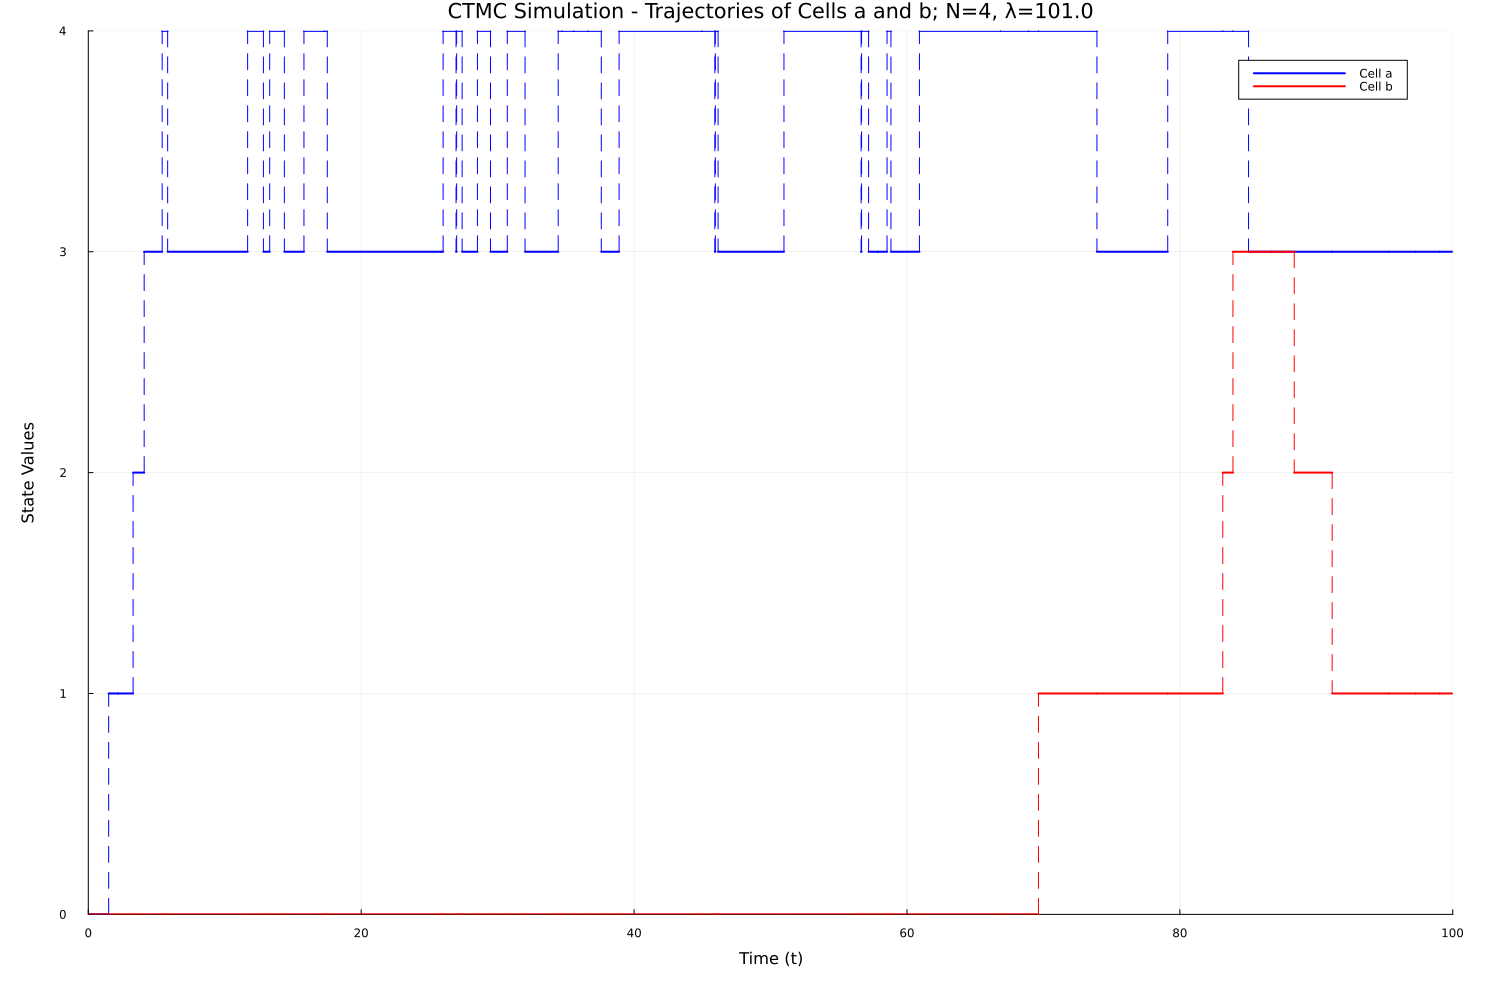 CTMC Simulation - Trajectories of Cells a and b; N=4, λ=101.0
4
Cell a
Cell b
3
State Values
2
1
0
0 20 40 60 80 100
Time (t)